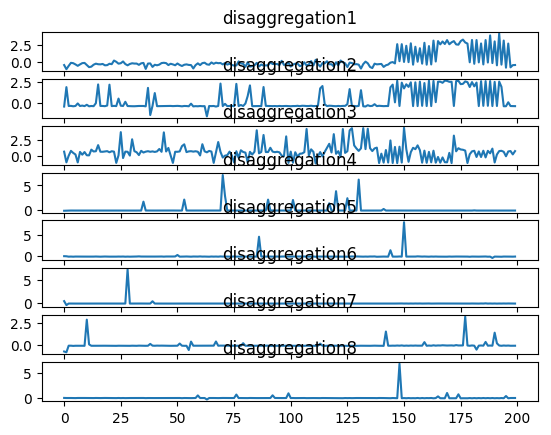 disaggregation1
2.5
0.0
disaggregation2
2.5
0.0
disaggregation3
2.5
0.0
disaggregation4
5
0
disaggregation5
5
0
disaggregation6
5
0
disaggregation7
2.5
0.0
disaggregation8
5
0
0 25 50 75 100 125 150 175 200